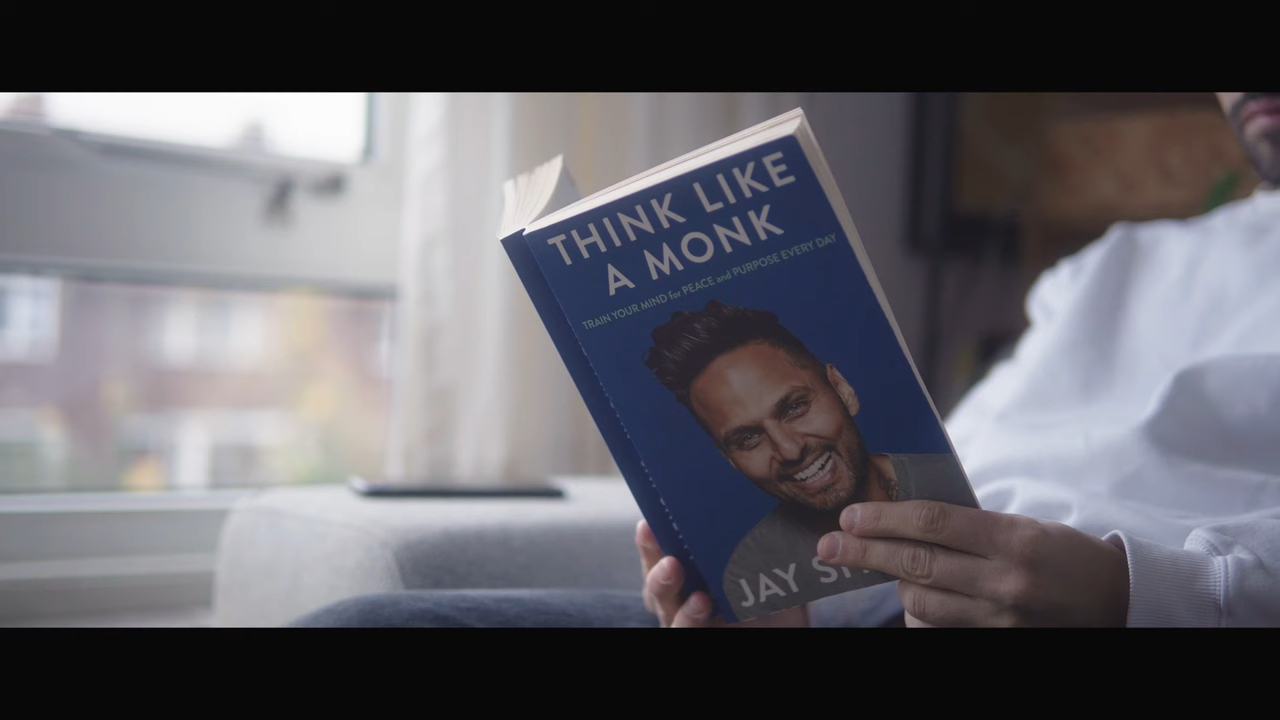 THINK LIKE
A MONK
TRAIN YOUR MIND for PEACE and PURPOSE EVERY DAY
JAY